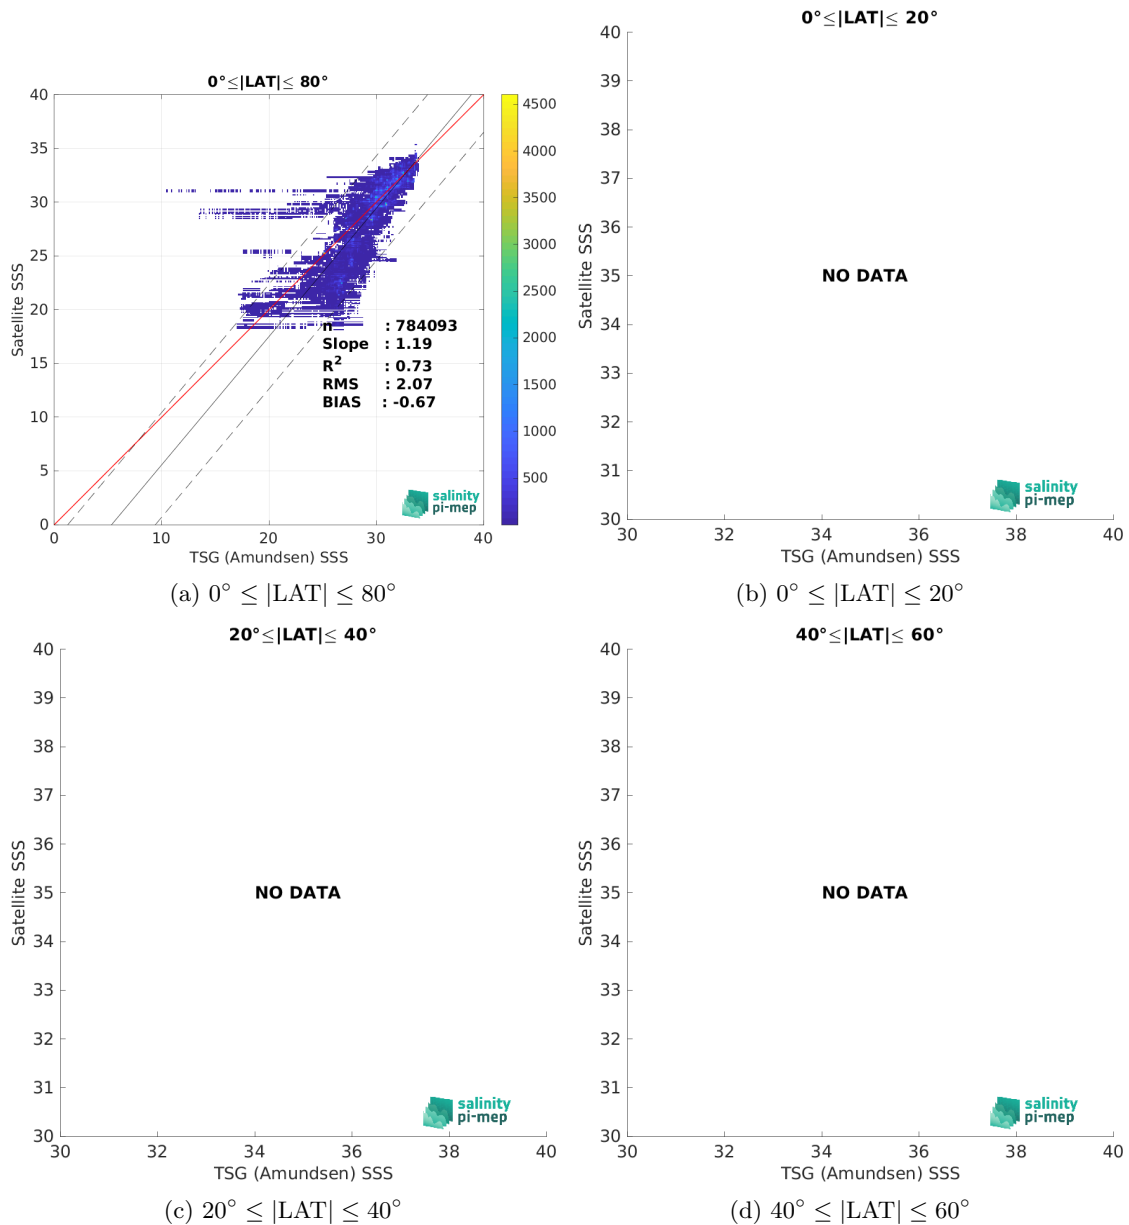 0°≤|LAT|≤ 80°
40
35
30
25
20
15
10
5
0
Satellite SSS
4500
4000
3500
3000
2500
2000
1500
1000
500
n : 784093
Slope : 1.19
R² : 0.73
RMS : 2.07
BIAS : -0.67
salinity
pi-mep
0 10 20 30 40
TSG (Amundsen) SSS
(a) 0° ≤ |LAT| ≤ 80°
0°≤|LAT|≤ 20°
40
39
38
37
36
35
34
33
32
31
30
Satellite SSS
NO DATA
salinity
pi-mep
30 32 34 36 38 40
TSG (Amundsen) SSS
(b) 0° ≤ |LAT| ≤ 20°
20°≤|LAT|≤ 40°
40
39
38
37
36
35
34
33
32
31
30
Satellite SSS
NO DATA
salinity
pi-mep
30 32 34 36 38 40
TSG (Amundsen) SSS
(c) 20° ≤ |LAT| ≤ 40°
40°≤|LAT|≤ 60°
40
39
38
37
36
35
34
33
32
31
30
Satellite SSS
NO DATA
salinity
pi-mep
30 32 34 36 38 40
TSG (Amundsen) SSS
(d) 40° ≤ |LAT| ≤ 60°